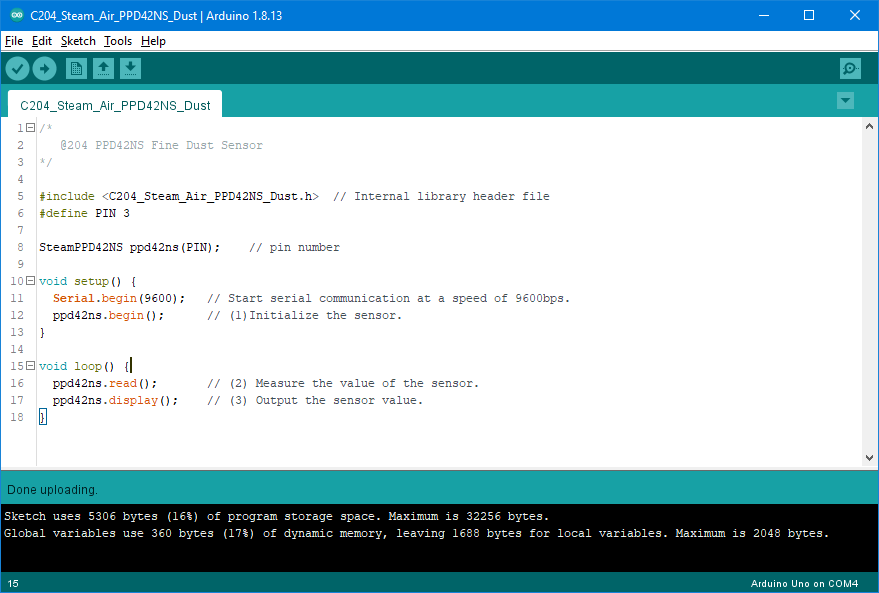 C204_Steam_Air_PPD42NS_Dust | Arduino 1.8.13
File Edit Sketch Tools Help
C204_Steam_Air_PPD42NS_Dust
1 /*
2 @204 PPD42NS Fine Dust Sensor
3 */
4
5 #include <C204_Steam_Air_PPD42NS_Dust.h> // Internal library header file
6 #define PIN 3
7
8 SteamPPD42NS ppd42ns(PIN); // pin number
9
10 void setup() {
11 Serial.begin(9600); // Start serial communication at a speed of 9600bps.
12 ppd42ns.begin(); // (1)Initialize the sensor.
13 }
14
15 void loop() {
16 ppd42ns.read(); // (2) Measure the value of the sensor.
17 ppd42ns.display(); // (3) Output the sensor value.
18 }
Done uploading.
Sketch uses 5306 bytes (16%) of program storage space. Maximum is 32256 bytes.
Global variables use 360 bytes (17%) of dynamic memory, leaving 1688 bytes for local variables. Maximum is 2048 bytes.
15 Arduino Uno on COM4